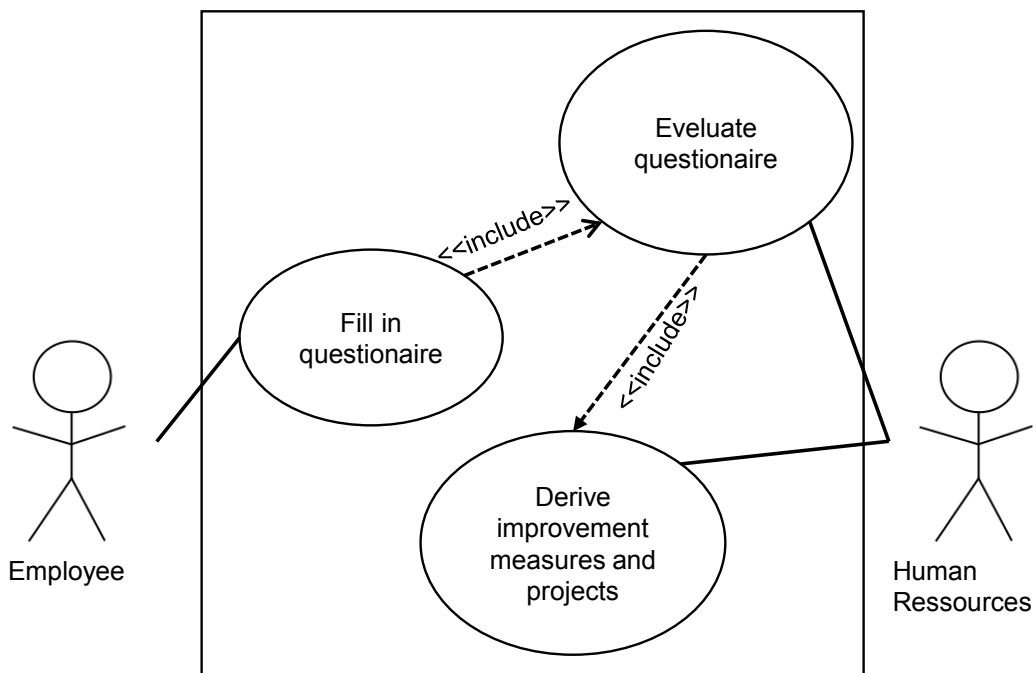 Eveluate
questionaire
<<include>>
Fill in
questionaire
<<include>>
Derive
improvement
measures and
projects
Employee
Human
Ressources